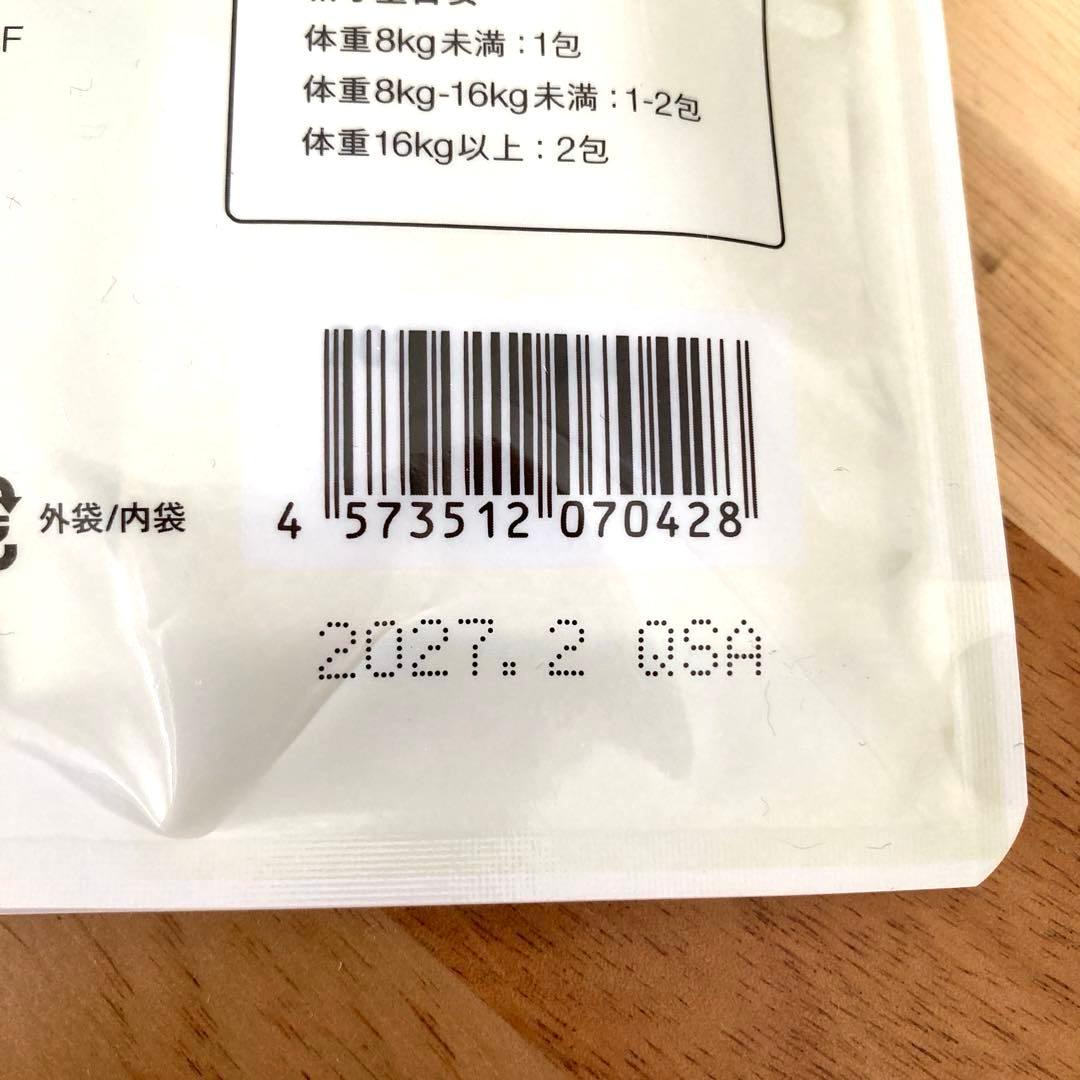 F
体重8kg未満：1包
体重8kg-16kg未満：1-2包
体重16kg以上：2包
外袋/内袋
4 573512 070428
2027.2 QSA